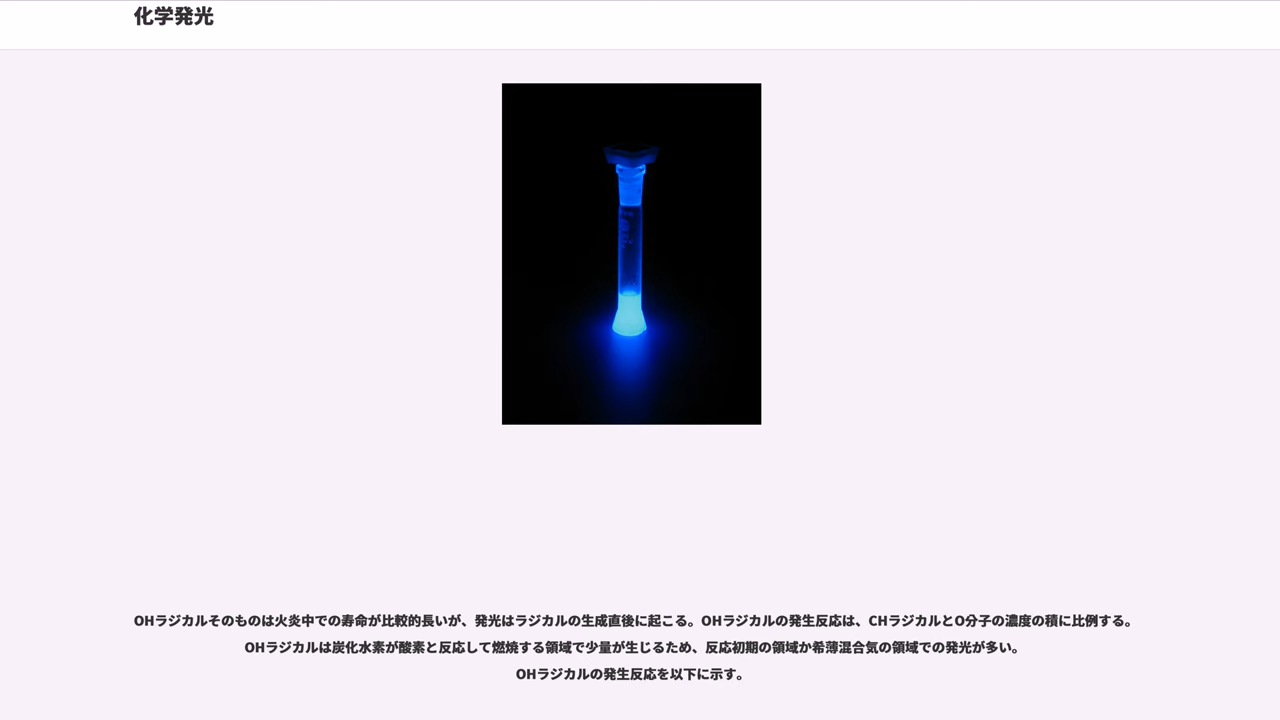 化学発光
OHラジカルそのものは火炎中での寿命が比較的長いが、発光はラジカルの生成直後に起こる。OHラジカルの発生反応は、CHラジカルとO分子の濃度の積に比例する。
OHラジカルは炭化水素が酸素と反応して燃焼する領域で少量が生じるため、反応初期の領域か希薄混合気の領域での発光が多い。
OHラジカルの発生反応を以下に示す。